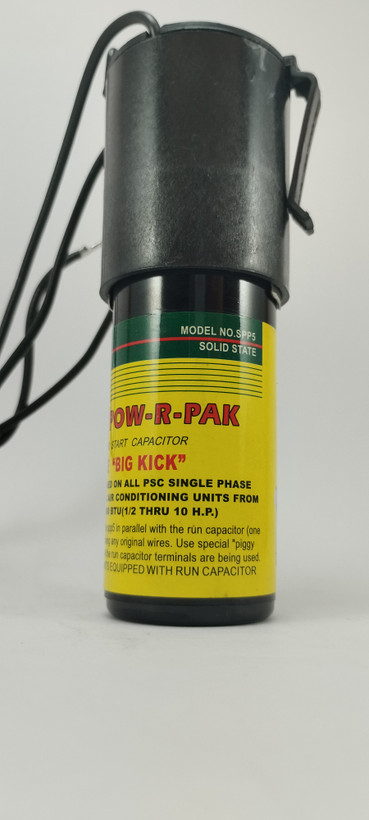 MODEL NO.SPP5
SOLID STATE
POW-R-PAK
START CAPACITOR
"BIG KICK"
ON ALL PSC SINGLE PHASE
AIR CONDITIONING UNITS FROM
BTU(1/2 THRU 10 H.P.)
in parallel with the run capacitor (one
any original wires. Use special "piggy
run capacitor terminals are being used.
EQUIPPED WITH RUN CAPACITOR